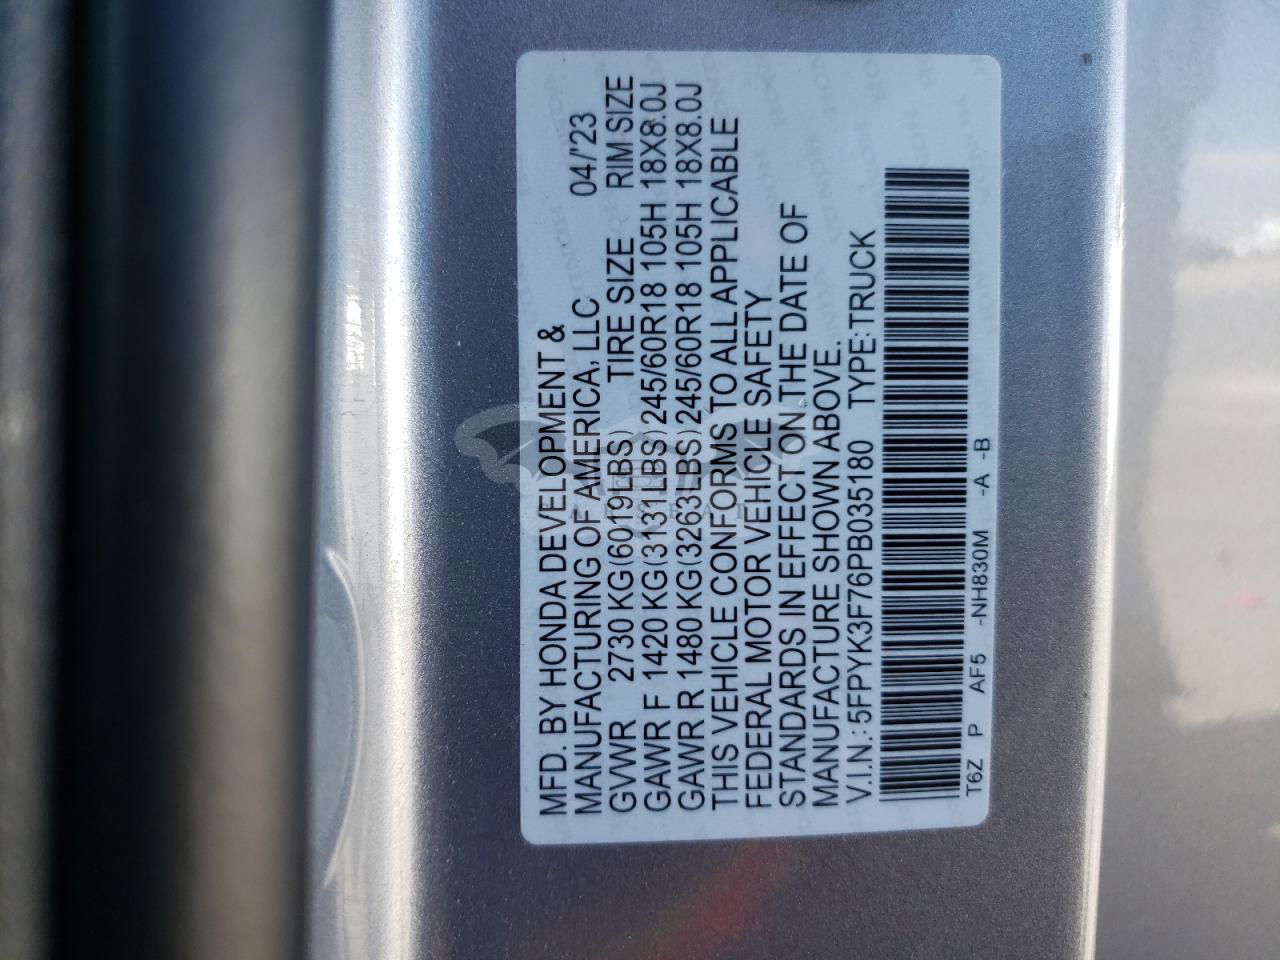 MFD. BY HONDA DEVELOPMENT &
MANUFACTURING OF AMERICA, LLC 04/'23
GVWR 2730 KG(6019LBS) TIRE SIZE RIM SIZE
GAWR F 1420 KG(3131LBS) 245/60R18 105H 18X8.0J
GAWR R 1480 KG(3263LBS) 245/60R18 105H 18X8.0J
THIS VEHICLE CONFORMS TO ALL APPLICABLE
FEDERAL MOTOR VEHICLE SAFETY
STANDARDS IN EFFECT ON THE DATE OF
MANUFACTURE SHOWN ABOVE.
V.I.N.: 5FPYK3F76PB035180 TYPE: TRUCK
T6Z P AF5 -NH830M -A -B